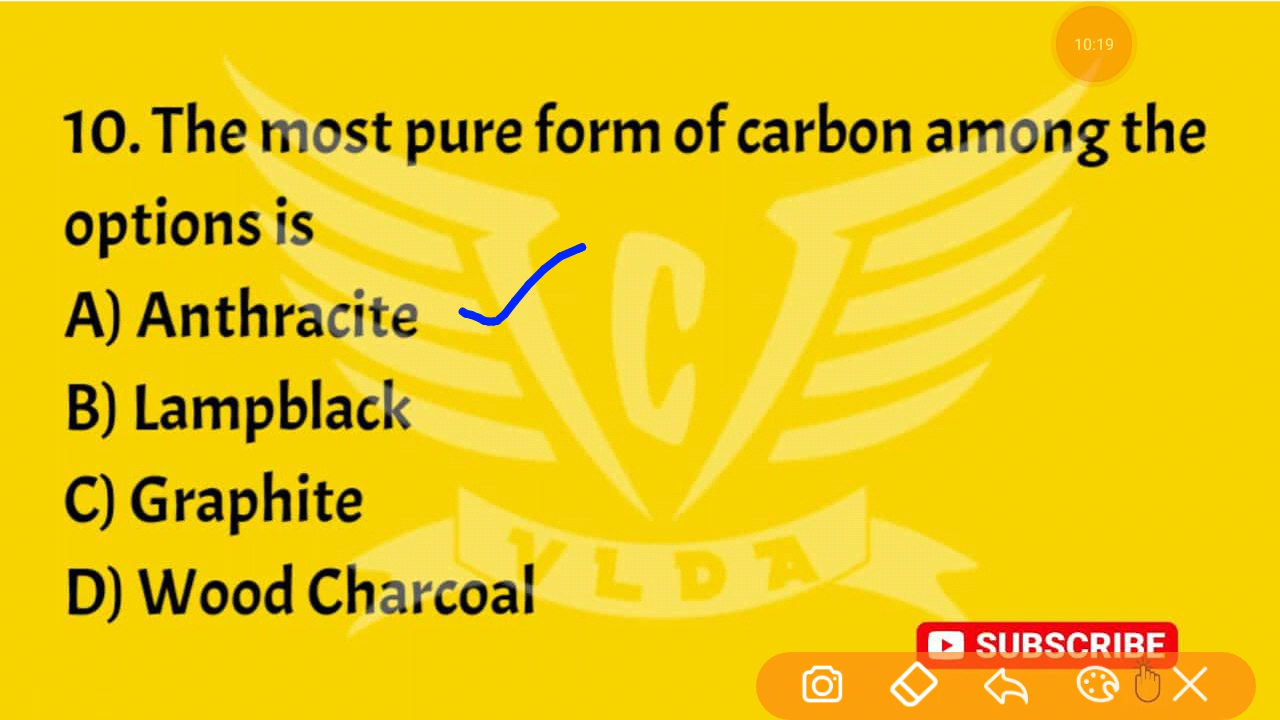 10:19
10. The most pure form of carbon among the
options is
A) Anthracite
B) Lampblack
C) Graphite
D) Wood Charcoal
C
VLDA
SUBSCRIBE